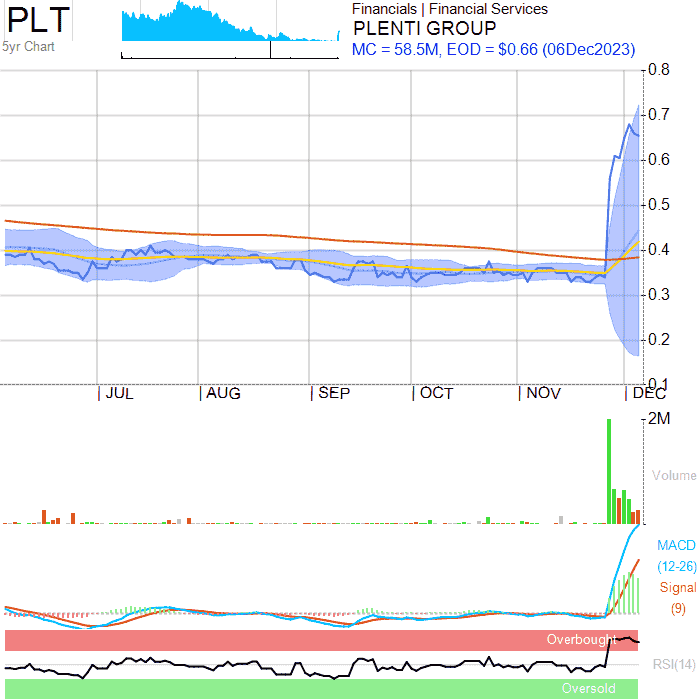 PLT
5yr Chart
Financials | Financial Services
PLENTI GROUP
MC = 58.5M, EOD = $0.66 (06Dec2023)
0.8
0.7
0.6
0.5
0.4
0.3
0.2
0.1
JUL AUG SEP OCT NOV DEC
2M
Volume
MACD
(12-26)
Signal
(9)
Overbought
RSI(14)
Oversold